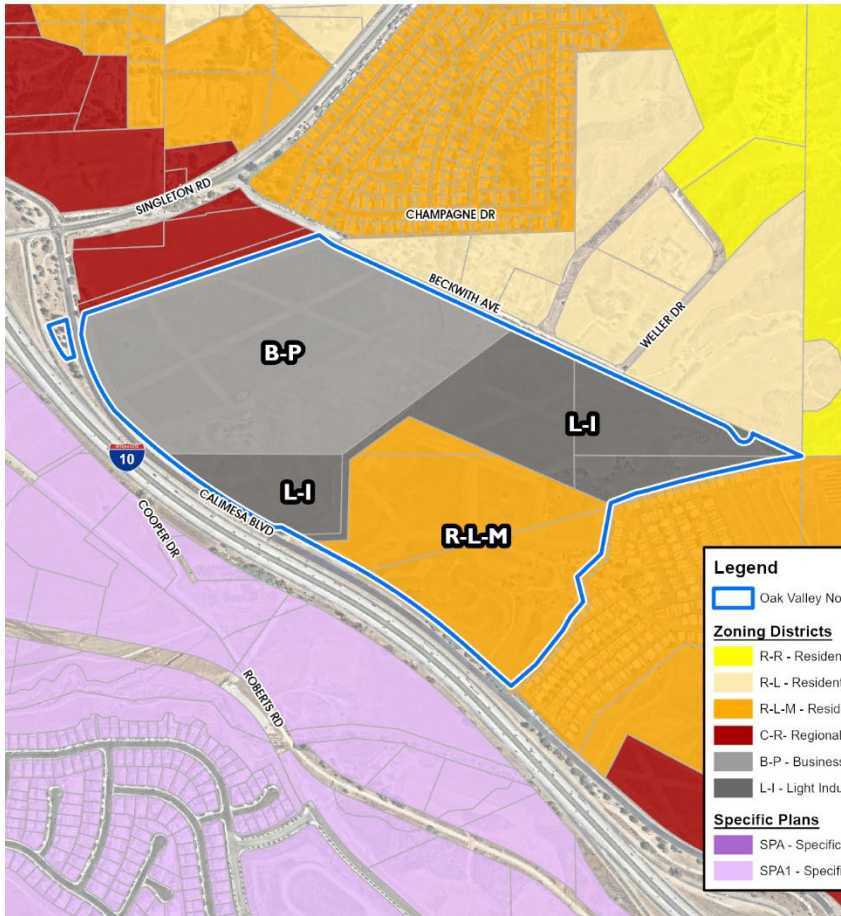 SINGLETON RD
CHAMPAGNE DR
BECKWITH AVE
WELLER DR
B-P
L-I
INTERSTATE
10
L-I
CALIMESA BLVD
R-L-M
COOPER DR
ROBERTS RD
Legend
Oak Valley No
Zoning Districts
R-R - Residen
R-L - Resident
R-L-M - Resid
C-R- Regional
B-P - Business
L-I - Light Indu
Specific Plans
SPA - Specific
SPA1 - Specifi